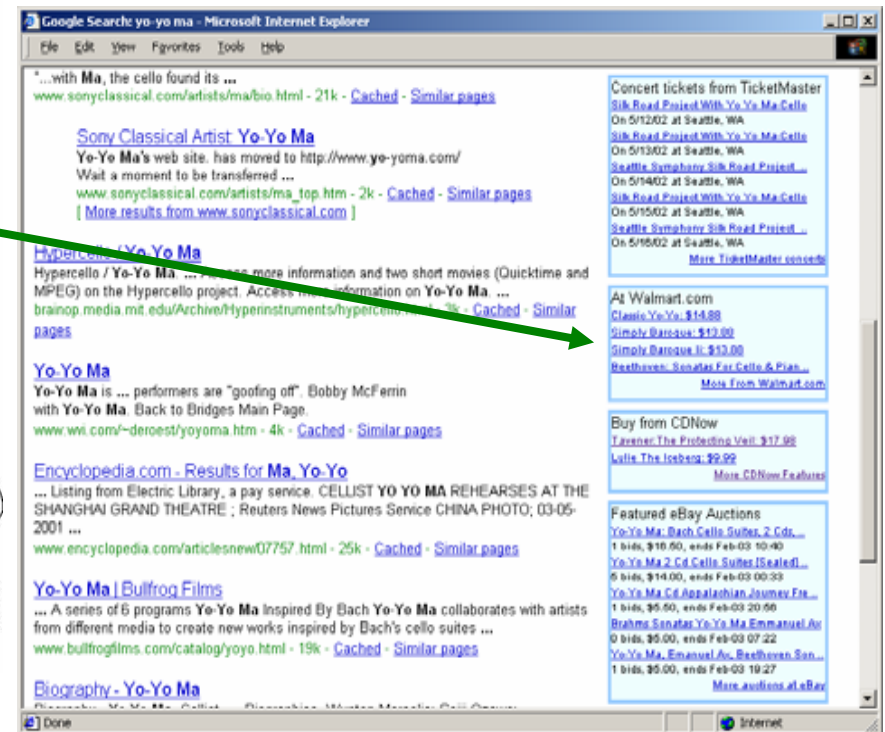 Google Search: yo-yo ma - Microsoft Internet Explorer
File Edit View Favorites Tools Help
"...with Ma, the cello found its ...
www.sonyclassical.com/artists/ma/bio.html - 21k - Cached - Similar pages
Sony Classical Artist: Yo-Yo Ma
Yo-Yo Ma's web site. has moved to http://www.yo-yoma.com/
Wait a moment to be transferred ...
www.sonyclassical.com/artists/ma_top.htm - 2k - Cached - Similar pages
[ More results from www.sonyclassical.com ]
Hypercello / Yo-Yo Ma
Hypercello / Yo-Yo Ma. ... Access more information and two short movies (Quicktime and
MPEG) on the Hypercello project. Access more information on Yo-Yo Ma. ...
brainop.media.mit.edu/Archive/Hyperinstruments/hypercello.html - 3k - Cached - Similar
pages
Yo-Yo Ma
Yo-Yo Ma is ... performers are "goofing off". Bobby McFerrin
with Yo-Yo Ma. Back to Bridges Main Page.
www.wvi.com/~deroest/yoyoma.htm - 4k - Cached - Similar pages
Encyclopedia.com - Results for Ma, Yo-Yo
... Listing from Electric Library, a pay service. CELLIST YO YO MA REHEARSES AT THE
SHANGHAI GRAND THEATRE ; Reuters News Pictures Service CHINA PHOTO; 03-05-
2001 ...
www.encyclopedia.com/articlesnew/07757.html - 25k - Cached - Similar pages
Yo-Yo Ma | Bullfrog Films
... A series of 6 programs Yo-Yo Ma Inspired By Bach Yo-Yo Ma collaborates with artists
from different media to create new works inspired by Bach's cello suites ...
www.bullfrogfilms.com/catalog/yoyo.html - 19k - Cached - Similar pages
Biography - Yo-Yo Ma
Concert tickets from TicketMaster
Silk Road Project With Yo Yo Ma:Cello
On 5/12/02 at Seattle, WA
Silk Road Project With Yo Yo Ma:Cello
On 5/13/02 at Seattle, WA
Seattle Symphony Silk Road Project ...
On 5/14/02 at Seattle, WA
Silk Road Project With Yo Yo Ma:Cello
On 5/15/02 at Seattle, WA
Seattle Symphony Silk Road Project ...
On 5/16/02 at Seattle, WA
More TicketMaster concerts
At Walmart.com
Classic Yo-Yo: $14.88
Simply Baroque: $13.88
Simply Baroque Ii: $13.88
Beethoven: Sonatas For Cello & Pian...
More From Walmart.com
Buy from CDNow
Tavener:The Protecting Veil: $17.98
Lulie The Iceberg: $9.99
More CDNow Features
Featured eBay Auctions
Yo-Yo Ma: Bach Cello Suites, 2 Cds,...
1 bids, $16.50, ends Feb-03 10:40
Yo-Yo Ma 2 Cd Cello Suites [Sealed]...
5 bids, $14.00, ends Feb-03 00:33
Yo-Yo Ma Cd Appalachian Journey Fre...
1 bids, $5.50, ends Feb-03 20:56
Brahms Sonatas Yo-Yo Ma Emmanuel Ax
0 bids, $5.00, ends Feb-03 07:22
Yo-Yo Ma, Emanuel Ax, Beethoven Son...
1 bids, $5.00, ends Feb-03 19:27
More auctions at eBay
Done
Internet